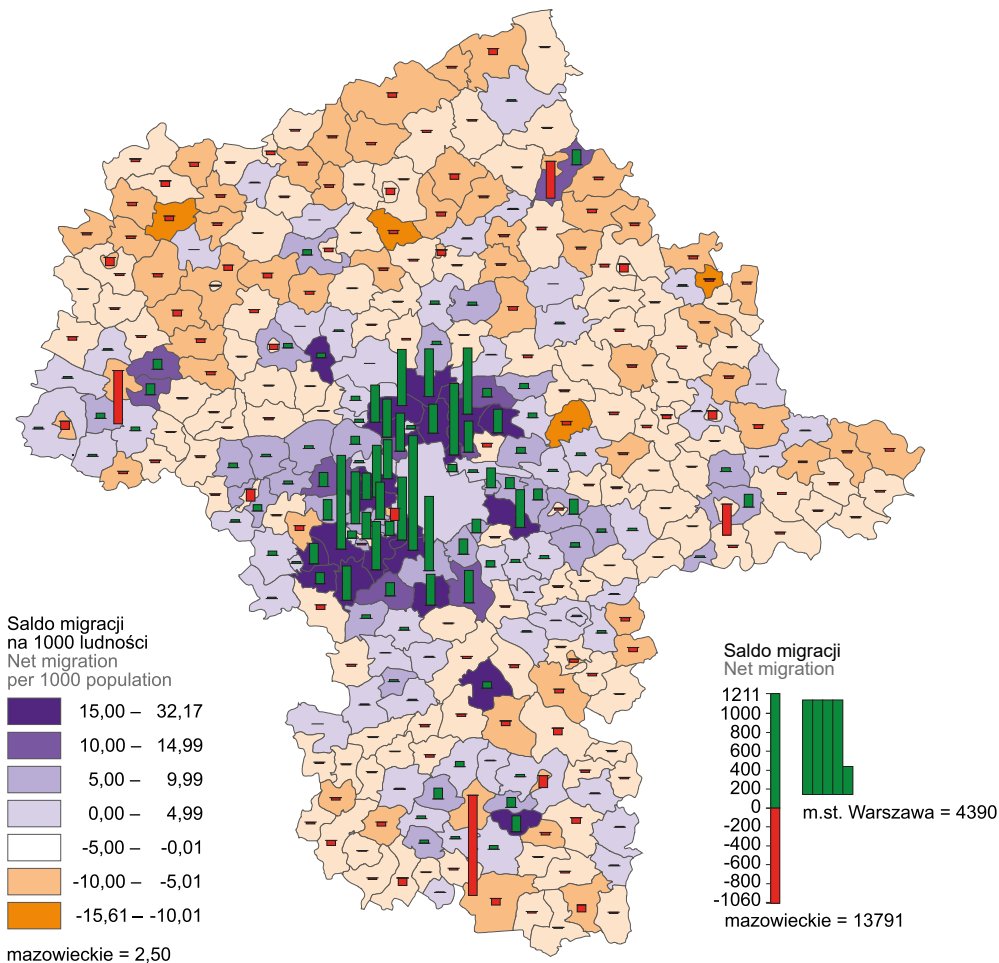 Saldo migracji
na 1000 ludności
Net migration
per 1000 population
15,00 – 32,17
10,00 – 14,99
5,00 – 9,99
0,00 – 4,99
-5,00 – -0,01
-10,00 – -5,01
-15,61 – -10,01
mazowieckie = 2,50
Saldo migracji
Net migration
1211
1000
800
600
400
200
0
-200
-400
-600
-800
-1060
m.st. Warszawa = 4390
mazowieckie = 13791